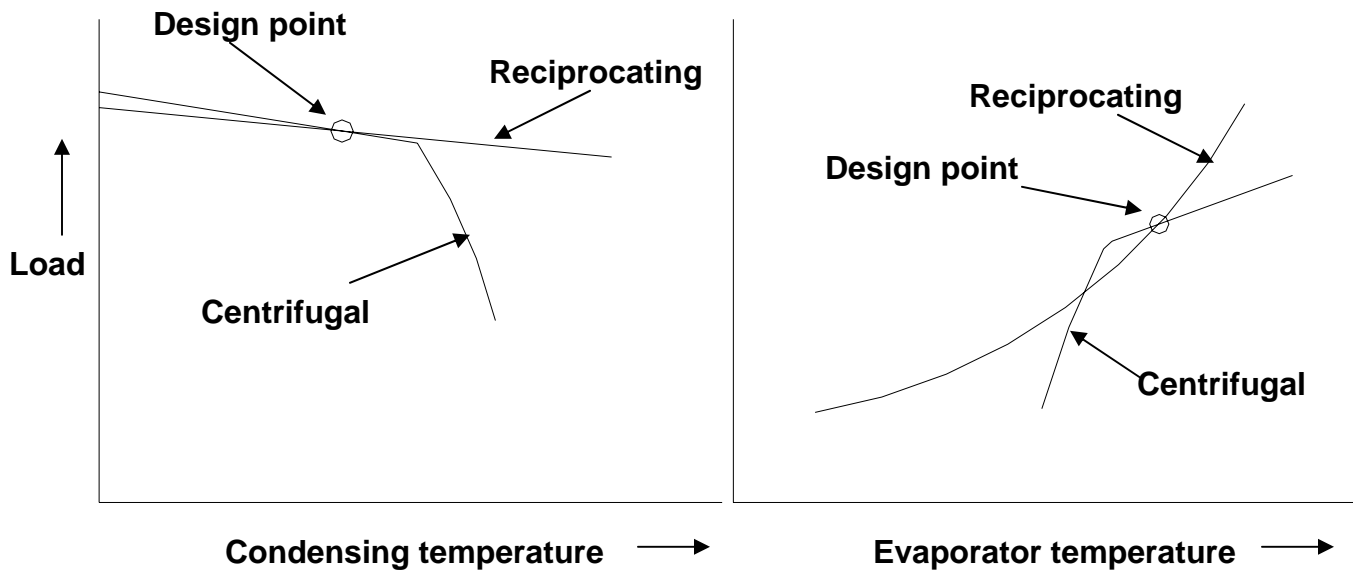 Design point
Reciprocating
Load
Centrifugal
Condensing temperature
Reciprocating
Design point
Centrifugal
Evaporator temperature